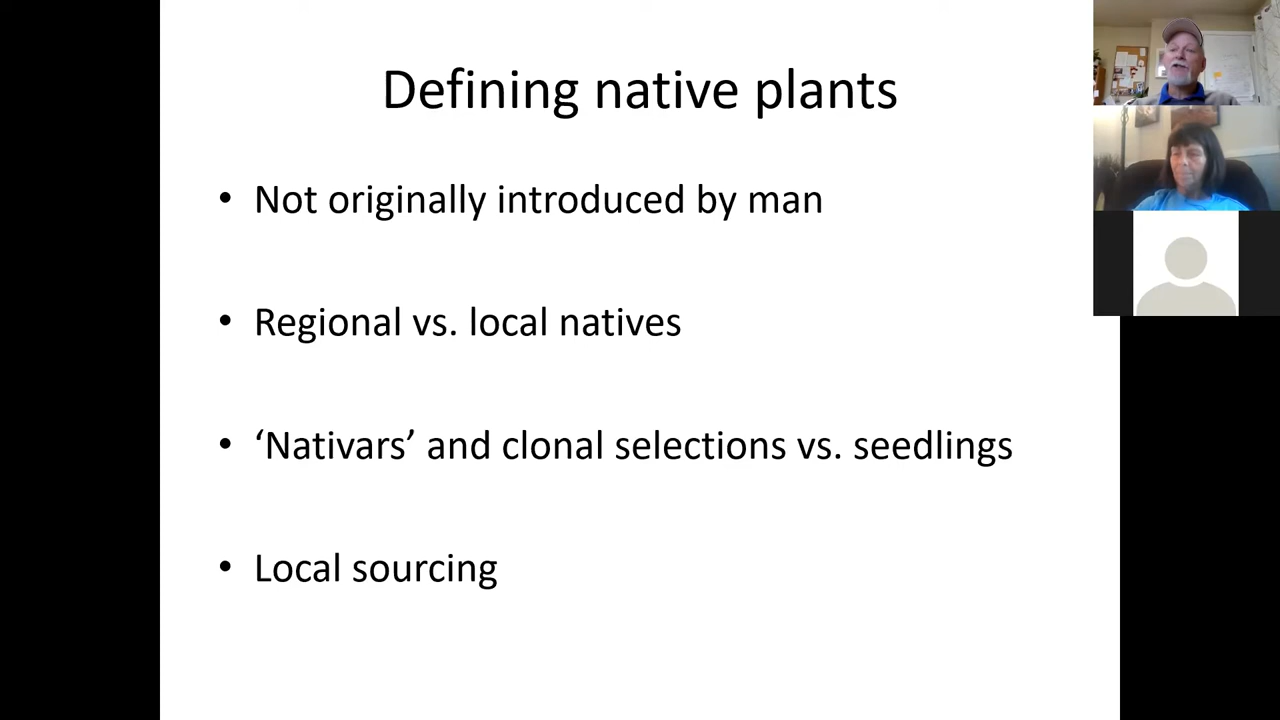 Defining native plants
• Not originally introduced by man
• Regional vs. local natives
• ‘Nativars’ and clonal selections vs. seedlings
• Local sourcing